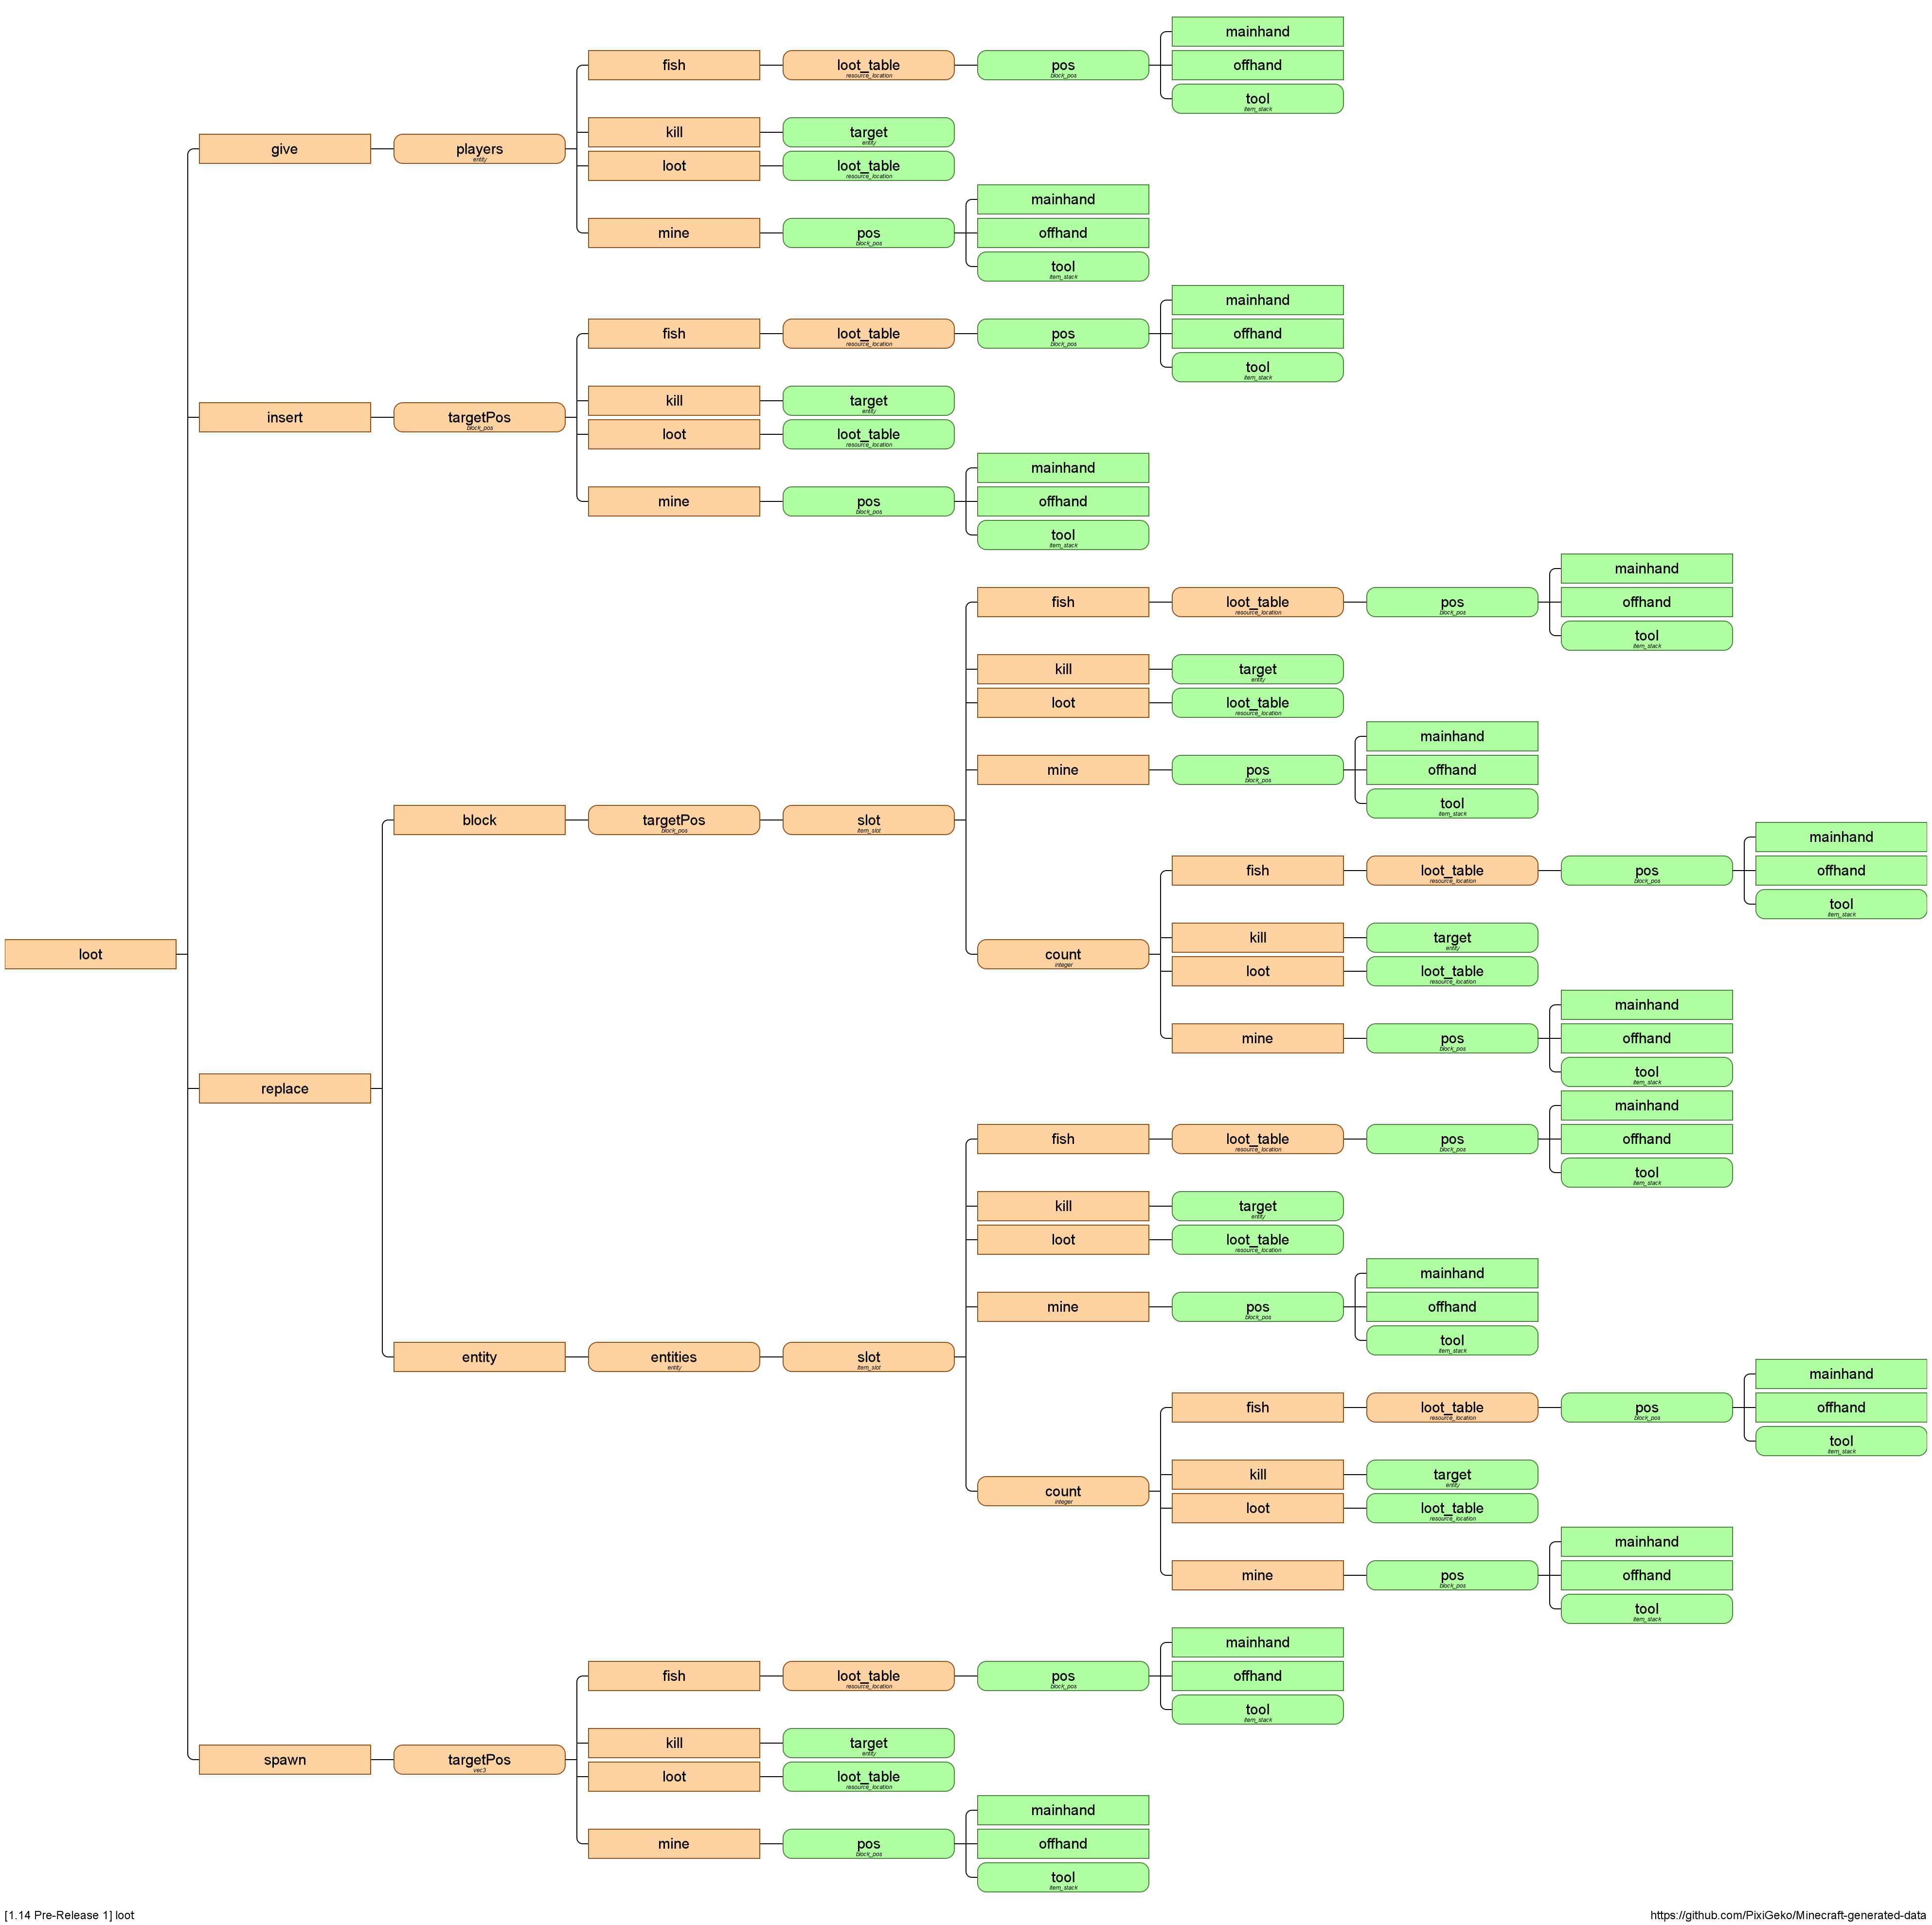 mainhand
fish
loot_table
resource_location
pos
block_pos
offhand
tool
item_stack
kill
target
entity
give
players
entity
loot
loot_table
resource_location
mainhand
mine
pos
block_pos
offhand
tool
item_stack
mainhand
fish
loot_table
resource_location
pos
block_pos
offhand
tool
item_stack
kill
target
entity
insert
targetPos
block_pos
loot
loot_table
resource_location
mainhand
mine
pos
block_pos
offhand
tool
item_stack
mainhand
fish
loot_table
resource_location
pos
block_pos
offhand
tool
item_stack
kill
target
entity
loot
loot_table
resource_location
mainhand
mine
pos
block_pos
offhand
tool
item_stack
block
targetPos
block_pos
slot
item_slot
mainhand
fish
loot_table
resource_location
pos
block_pos
offhand
tool
item_stack
kill
target
entity
loot
count
integer
loot
loot_table
resource_location
mainhand
mine
pos
block_pos
offhand
tool
item_stack
replace
mainhand
fish
loot_table
resource_location
pos
block_pos
offhand
tool
item_stack
kill
target
entity
loot
loot_table
resource_location
mainhand
mine
pos
block_pos
offhand
tool
item_stack
entity
entities
entity
slot
item_slot
mainhand
fish
loot_table
resource_location
pos
block_pos
offhand
tool
item_stack
kill
target
entity
count
integer
loot
loot_table
resource_location
mainhand
mine
pos
block_pos
offhand
tool
item_stack
mainhand
fish
loot_table
resource_location
pos
block_pos
offhand
tool
item_stack
kill
target
entity
spawn
targetPos
vec3
loot
loot_table
resource_location
mainhand
mine
pos
block_pos
offhand
tool
item_stack
[1.14 Pre-Release 1] loot
https://github.com/PixiGeko/Minecraft-generated-data